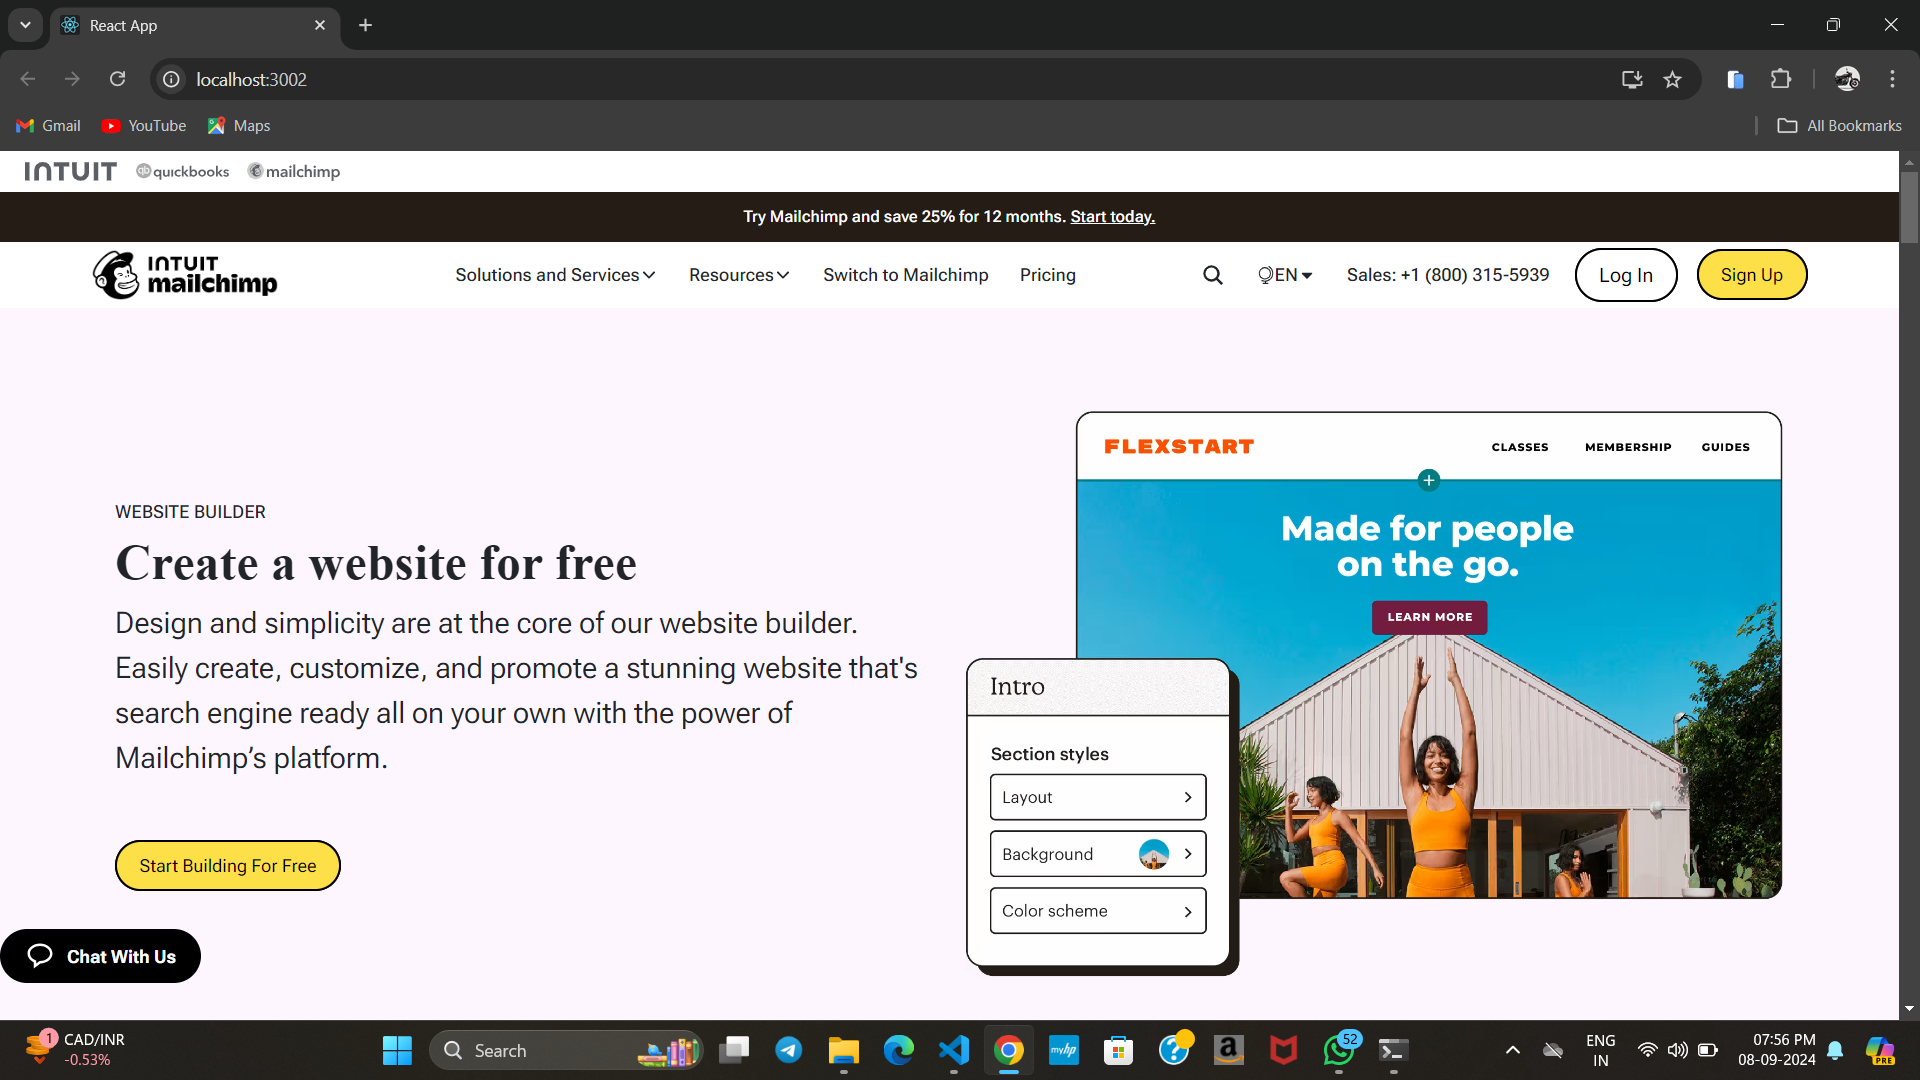 React App
localhost:3002
Gmail
YouTube
Maps
All Bookmarks
INTUIT
qb quickbooks
mailchimp
Try Mailchimp and save 25% for 12 months. Start today.
INTUIT
mailchimp
Solutions and Services
Resources
Switch to Mailchimp
Pricing
EN
Sales: +1 (800) 315-5939
Log In
Sign Up
FLEXSTART
CLASSES
MEMBERSHIP
GUIDES
Made for people
on the go.
LEARN MORE
WEBSITE BUILDER
Create a website for free
Design and simplicity are at the core of our website builder.
Easily create, customize, and promote a stunning website that's
search engine ready all on your own with the power of
Mailchimp’s platform.
Start Building For Free
Intro
Section styles
Layout
Background
Color scheme
Chat With Us
1
CAD/INR
-0.53%
Search
myhp
a
52
ENG
IN
07:56 PM
08-09-2024
PRE